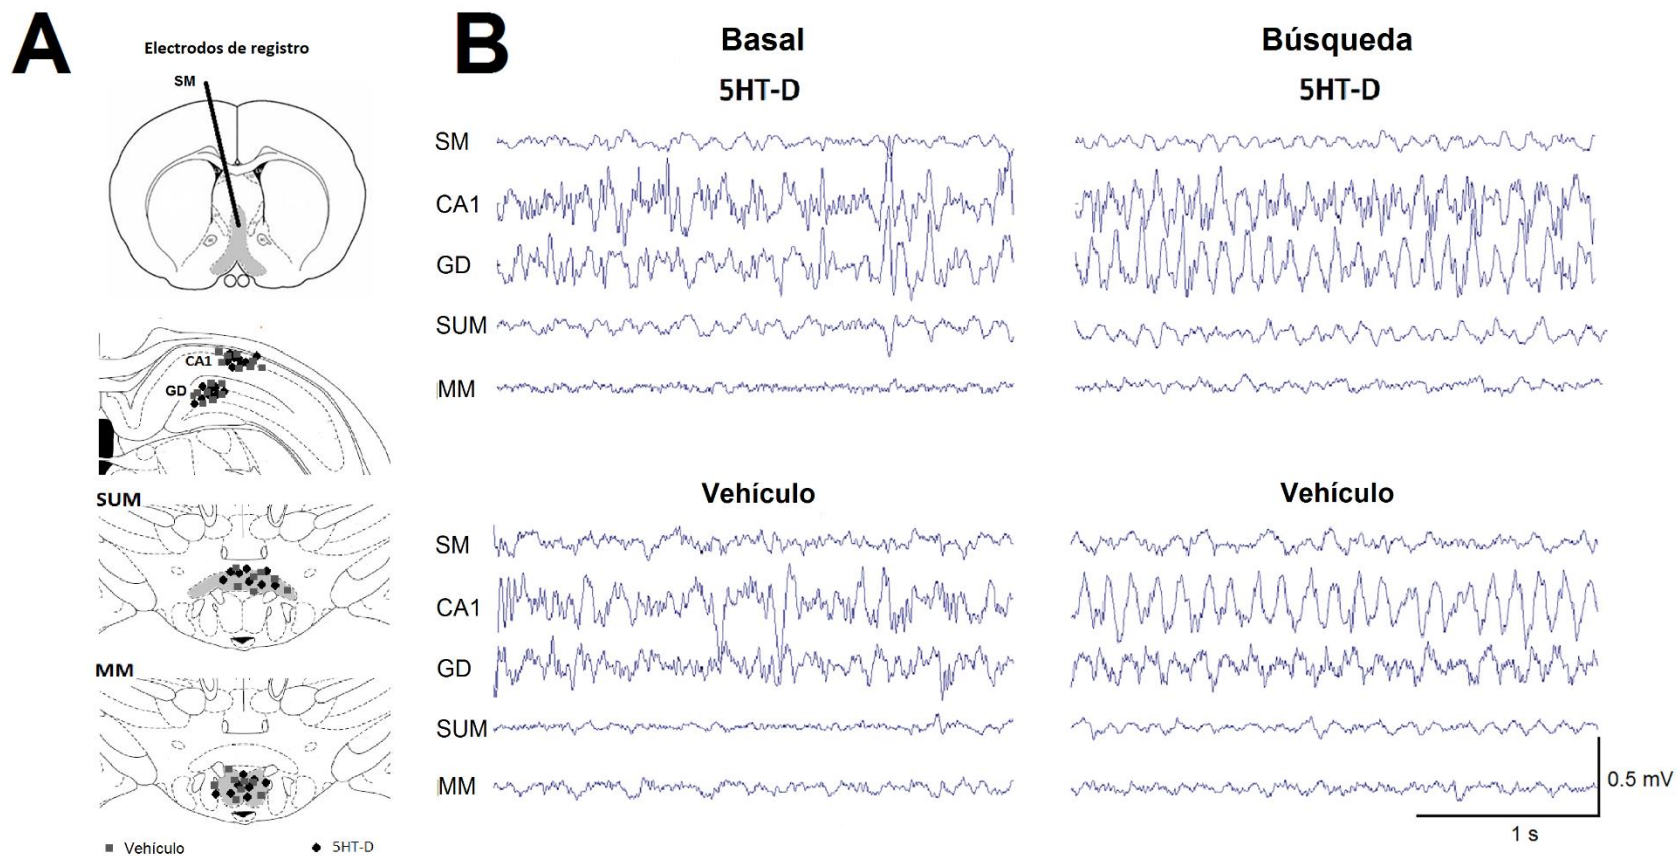 A
Electrodos de registro
SM
CA1
GD
SUM
MM
Vehículo
5HT-D
B
Basal
5HT-D
SM
CA1
GD
SUM
MM
Búsqueda
5HT-D
Vehículo
SM
CA1
GD
SUM
MM
Vehículo
0.5 mV
1 s